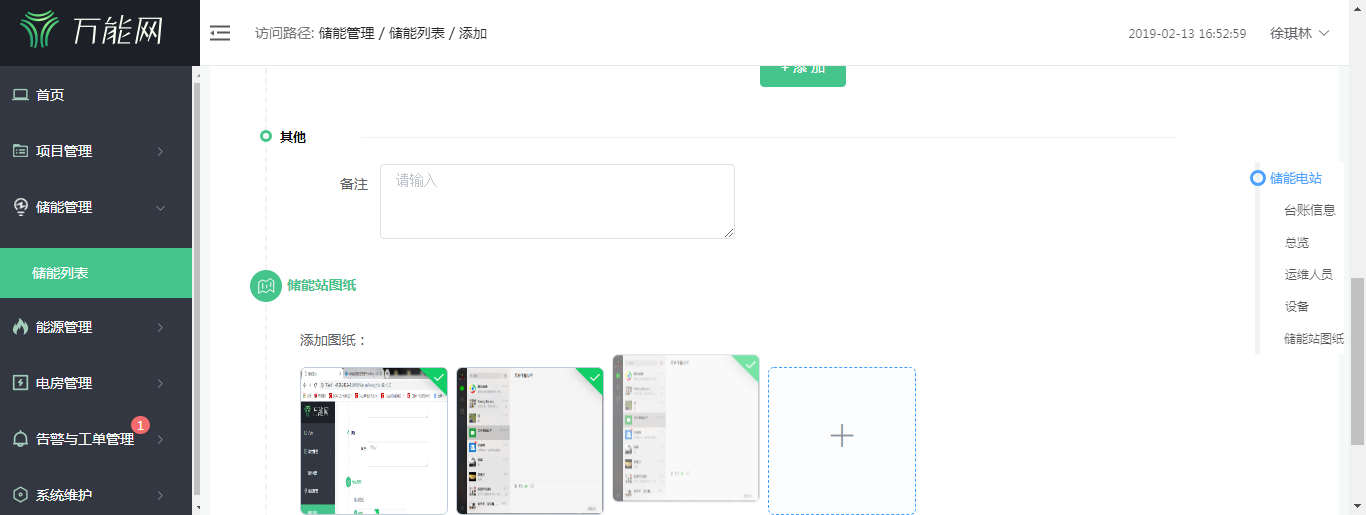 万能网
访问路径: 储能管理 / 储能列表 / 添加
2019-02-13 16:52:59
徐琪林
首页
项目管理
储能管理
储能列表
能源管理
电房管理
告警与工单管理
1
系统维护
+ 添 加
其他
备注
请输入
储能站图纸
添加图纸：
储能电站
台账信息
总览
运维人员
设备
储能站图纸